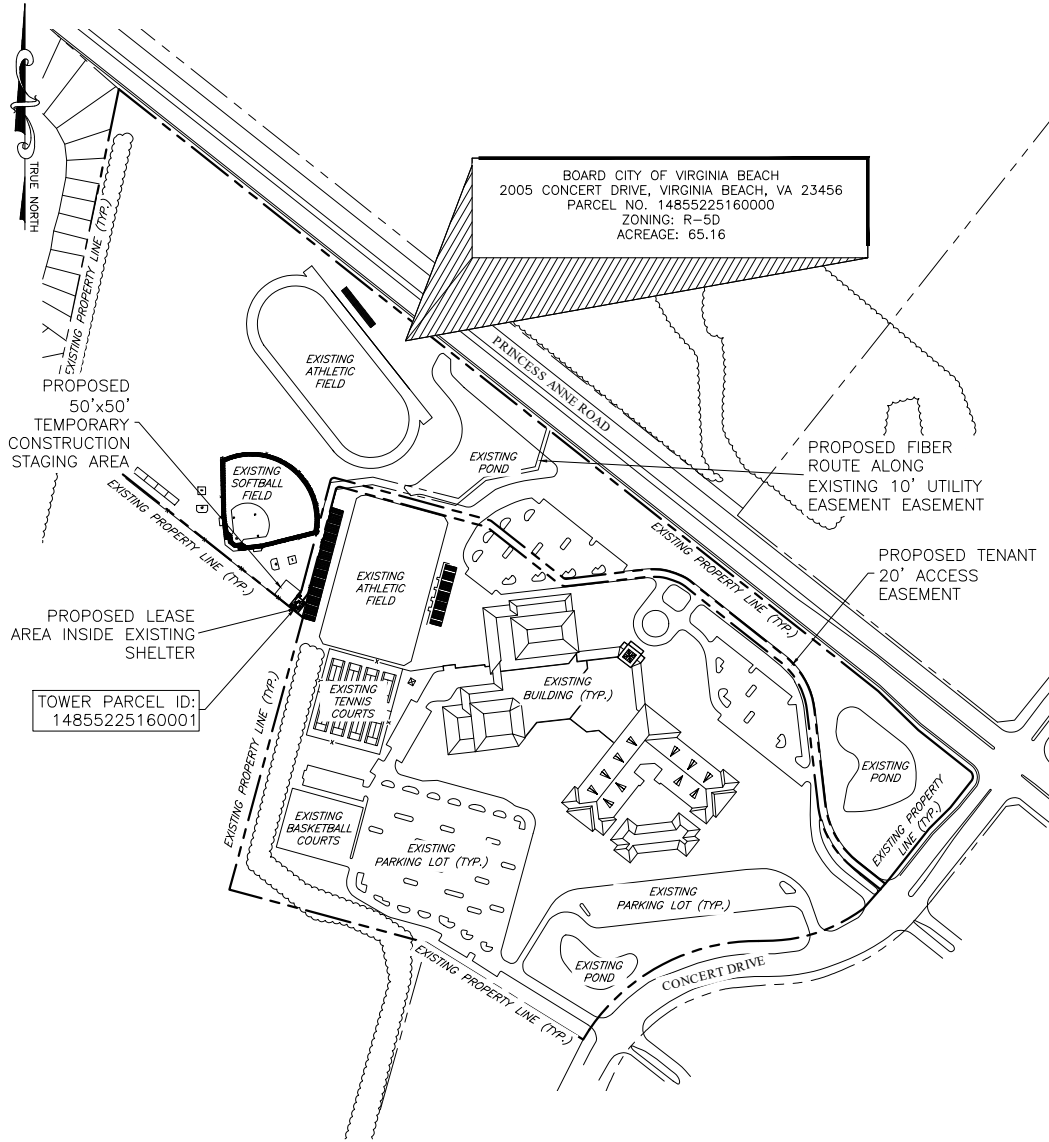 TRUE NORTH
BOARD CITY OF VIRGINIA BEACH
2005 CONCERT DRIVE, VIRGINIA BEACH, VA 23456
PARCEL NO. 14855225160000
ZONING: R-5D
ACREAGE: 65.16
EXISTING PROPERTY LINE (TYP.)
PRINCESS ANNE ROAD
EXISTING
ATHLETIC
FIELD
PROPOSED
50'x50'
TEMPORARY
CONSTRUCTION
STAGING AREA
EXISTING
SOFTBALL
FIELD
EXISTING
POND
PROPOSED FIBER
ROUTE ALONG
EXISTING 10' UTILITY
EASEMENT EASEMENT
EXISTING PROPERTY LINE (TYP.)
EXISTING PROPERTY LINE (TYP.)
PROPOSED TENANT
20' ACCESS
EASEMENT
EXISTING
ATHLETIC
FIELD
PROPOSED LEASE
AREA INSIDE EXISTING
SHELTER
TOWER PARCEL ID:
14855225160001
EXISTING
TENNIS
COURTS
EXISTING
BUILDING (TYP.)
EXISTING PROPERTY LINE (TYP.)
EXISTING
POND
EXISTING PROPERTY
LINE (TYP.)
EXISTING
BASKETBALL
COURTS
EXISTING
PARKING LOT (TYP.)
EXISTING
PARKING LOT (TYP.)
EXISTING
POND
CONCERT DRIVE
EXISTING PROPERTY LINE (TYP.)